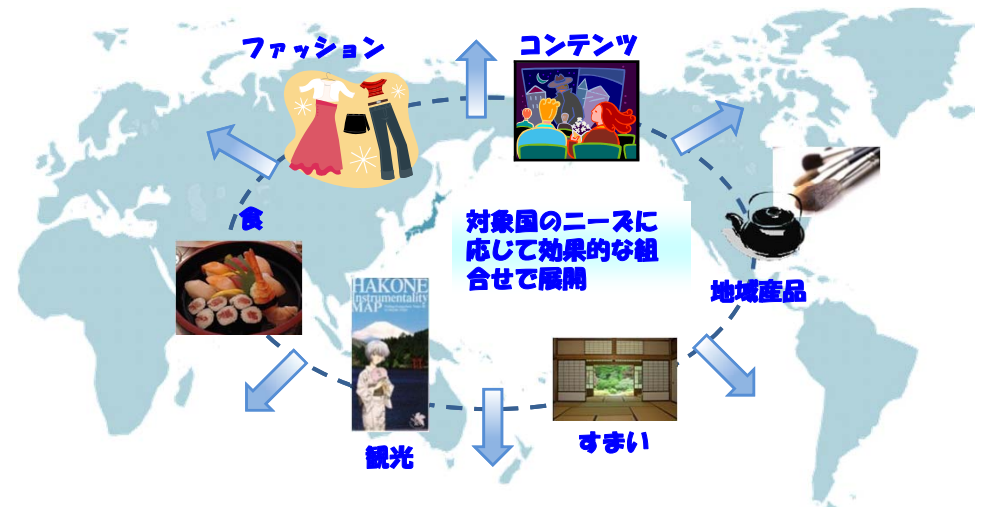 ファッション
コンテンツ
食
対象国のニーズに
応じて効果的な組
合せで展開
HAKONE
Instrumentality
MAP
地域産品
すまい
観光